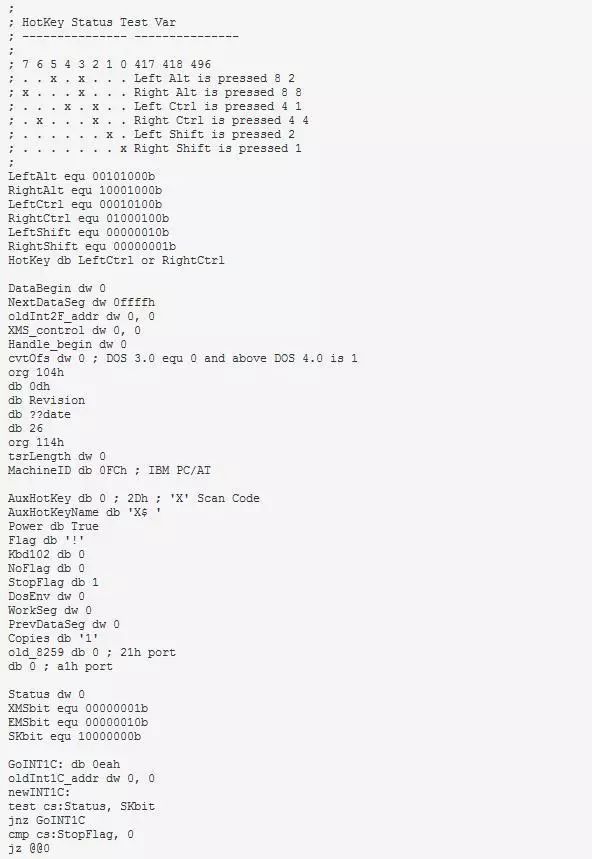 ;
; HotKey Status Test Var
; --------------- ---------------
;
; 7 6 5 4 3 2 1 0 417 418 496
; . . x . x . . . Left Alt is pressed 8 2
; x . . . x . . . Right Alt is pressed 8 8
; . . . x . x . . Left Ctrl is pressed 4 1
; . x . . . x . . Right Ctrl is pressed 4 4
; . . . . . . x . Left Shift is pressed 2
; . . . . . . . x Right Shift is pressed 1
;
LeftAlt equ 00101000b
RightAlt equ 10001000b
LeftCtrl equ 00010100b
RightCtrl equ 01000100b
LeftShift equ 00000010b
RightShift equ 00000001b
HotKey db LeftCtrl or RightCtrl
DataBegin dw 0
NextDataSeg dw 0ffffh
oldInt2F_addr dw 0, 0
XMS_control dw 0, 0
Handle_begin dw 0
cvtOfs dw 0 ; DOS 3.0 equ 0 and above DOS 4.0 is 1
org 104h
db 0dh
db Revision
db ??date
db 26
org 114h
tsrLength dw 0
MachineID db 0FCh ; IBM PC/AT
AuxHotKey db 0 ; 2Dh ; 'X' Scan Code
AuxHotKeyName db 'X$ '
Power db True
Flag db '!'
Kbd102 db 0
NoFlag db 0
StopFlag db 1
DosEnv dw 0
WorkSeg dw 0
PrevDataSeg dw 0
Copies db '1'
old_8259 db 0 ; 21h port
db 0 ; a1h port
Status dw 0
XMSbit equ 00000001b
EMSbit equ 00000010b
SKbit equ 10000000b
GoINT1C: db 0eah
oldInt1C_addr dw 0, 0
newINT1C:
test cs:Status, SKbit
jnz GoINT1C
cmp cs:StopFlag, 0
jz @@0